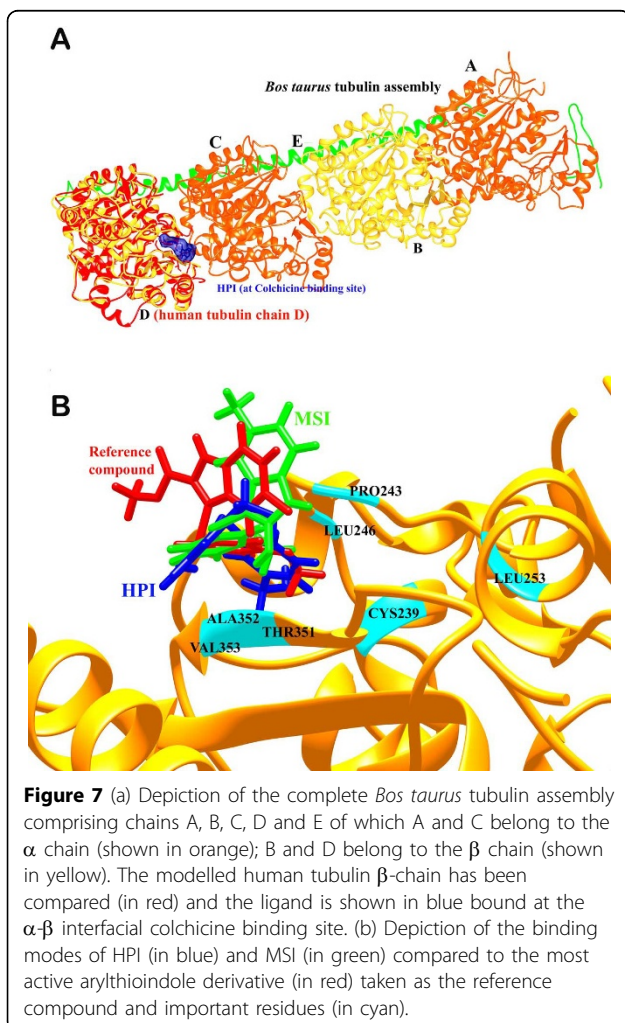 A
Bos taurus tubulin assembly
A
C
E
B
HPI (at Colchicine binding site)
D (human tubulin chain D)
B
MSI
Reference
compound
PRO243
LEU246
LEU253
HPI
ALA352
CYS239
THR351
VAL353
Figure 7 (a) Depiction of the complete Bos taurus tubulin assembly
comprising chains A, B, C, D and E of which A and C belong to the
α chain (shown in orange); B and D belong to the β chain (shown
in yellow). The modelled human tubulin β-chain has been
compared (in red) and the ligand is shown in blue bound at the
α-β interfacial colchicine binding site. (b) Depiction of the binding
modes of HPI (in blue) and MSI (in green) compared to the most
active arylthioindole derivative (in red) taken as the reference
compound and important residues (in cyan).